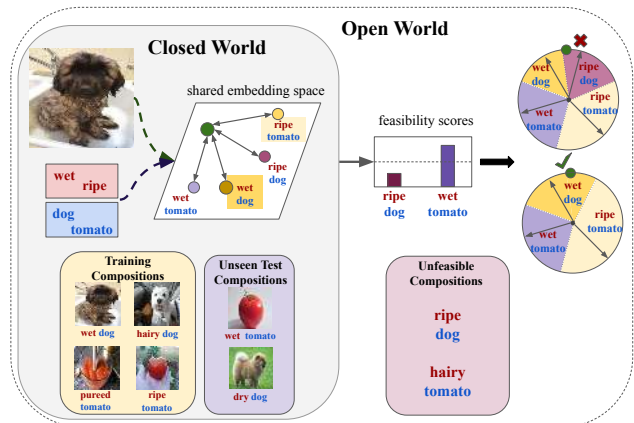 Open World
Closed World
shared embedding space
ripe
tomato
ripe
dog
wet
tomato
wet
dog
wet
ripe
dog
tomato
feasibility scores
ripe
dog
wet
tomato
wet
dog
ripe
dog
ripe
tomato
wet
tomato
wet
dog
ripe
tomato
wet
tomato
Training
Compositions
wet dog
hairy dog
pureed
tomato
ripe
tomato
Unseen Test
Compositions
wet tomato
dry dog
Unfeasible
Compositions
ripe
dog
hairy
tomato